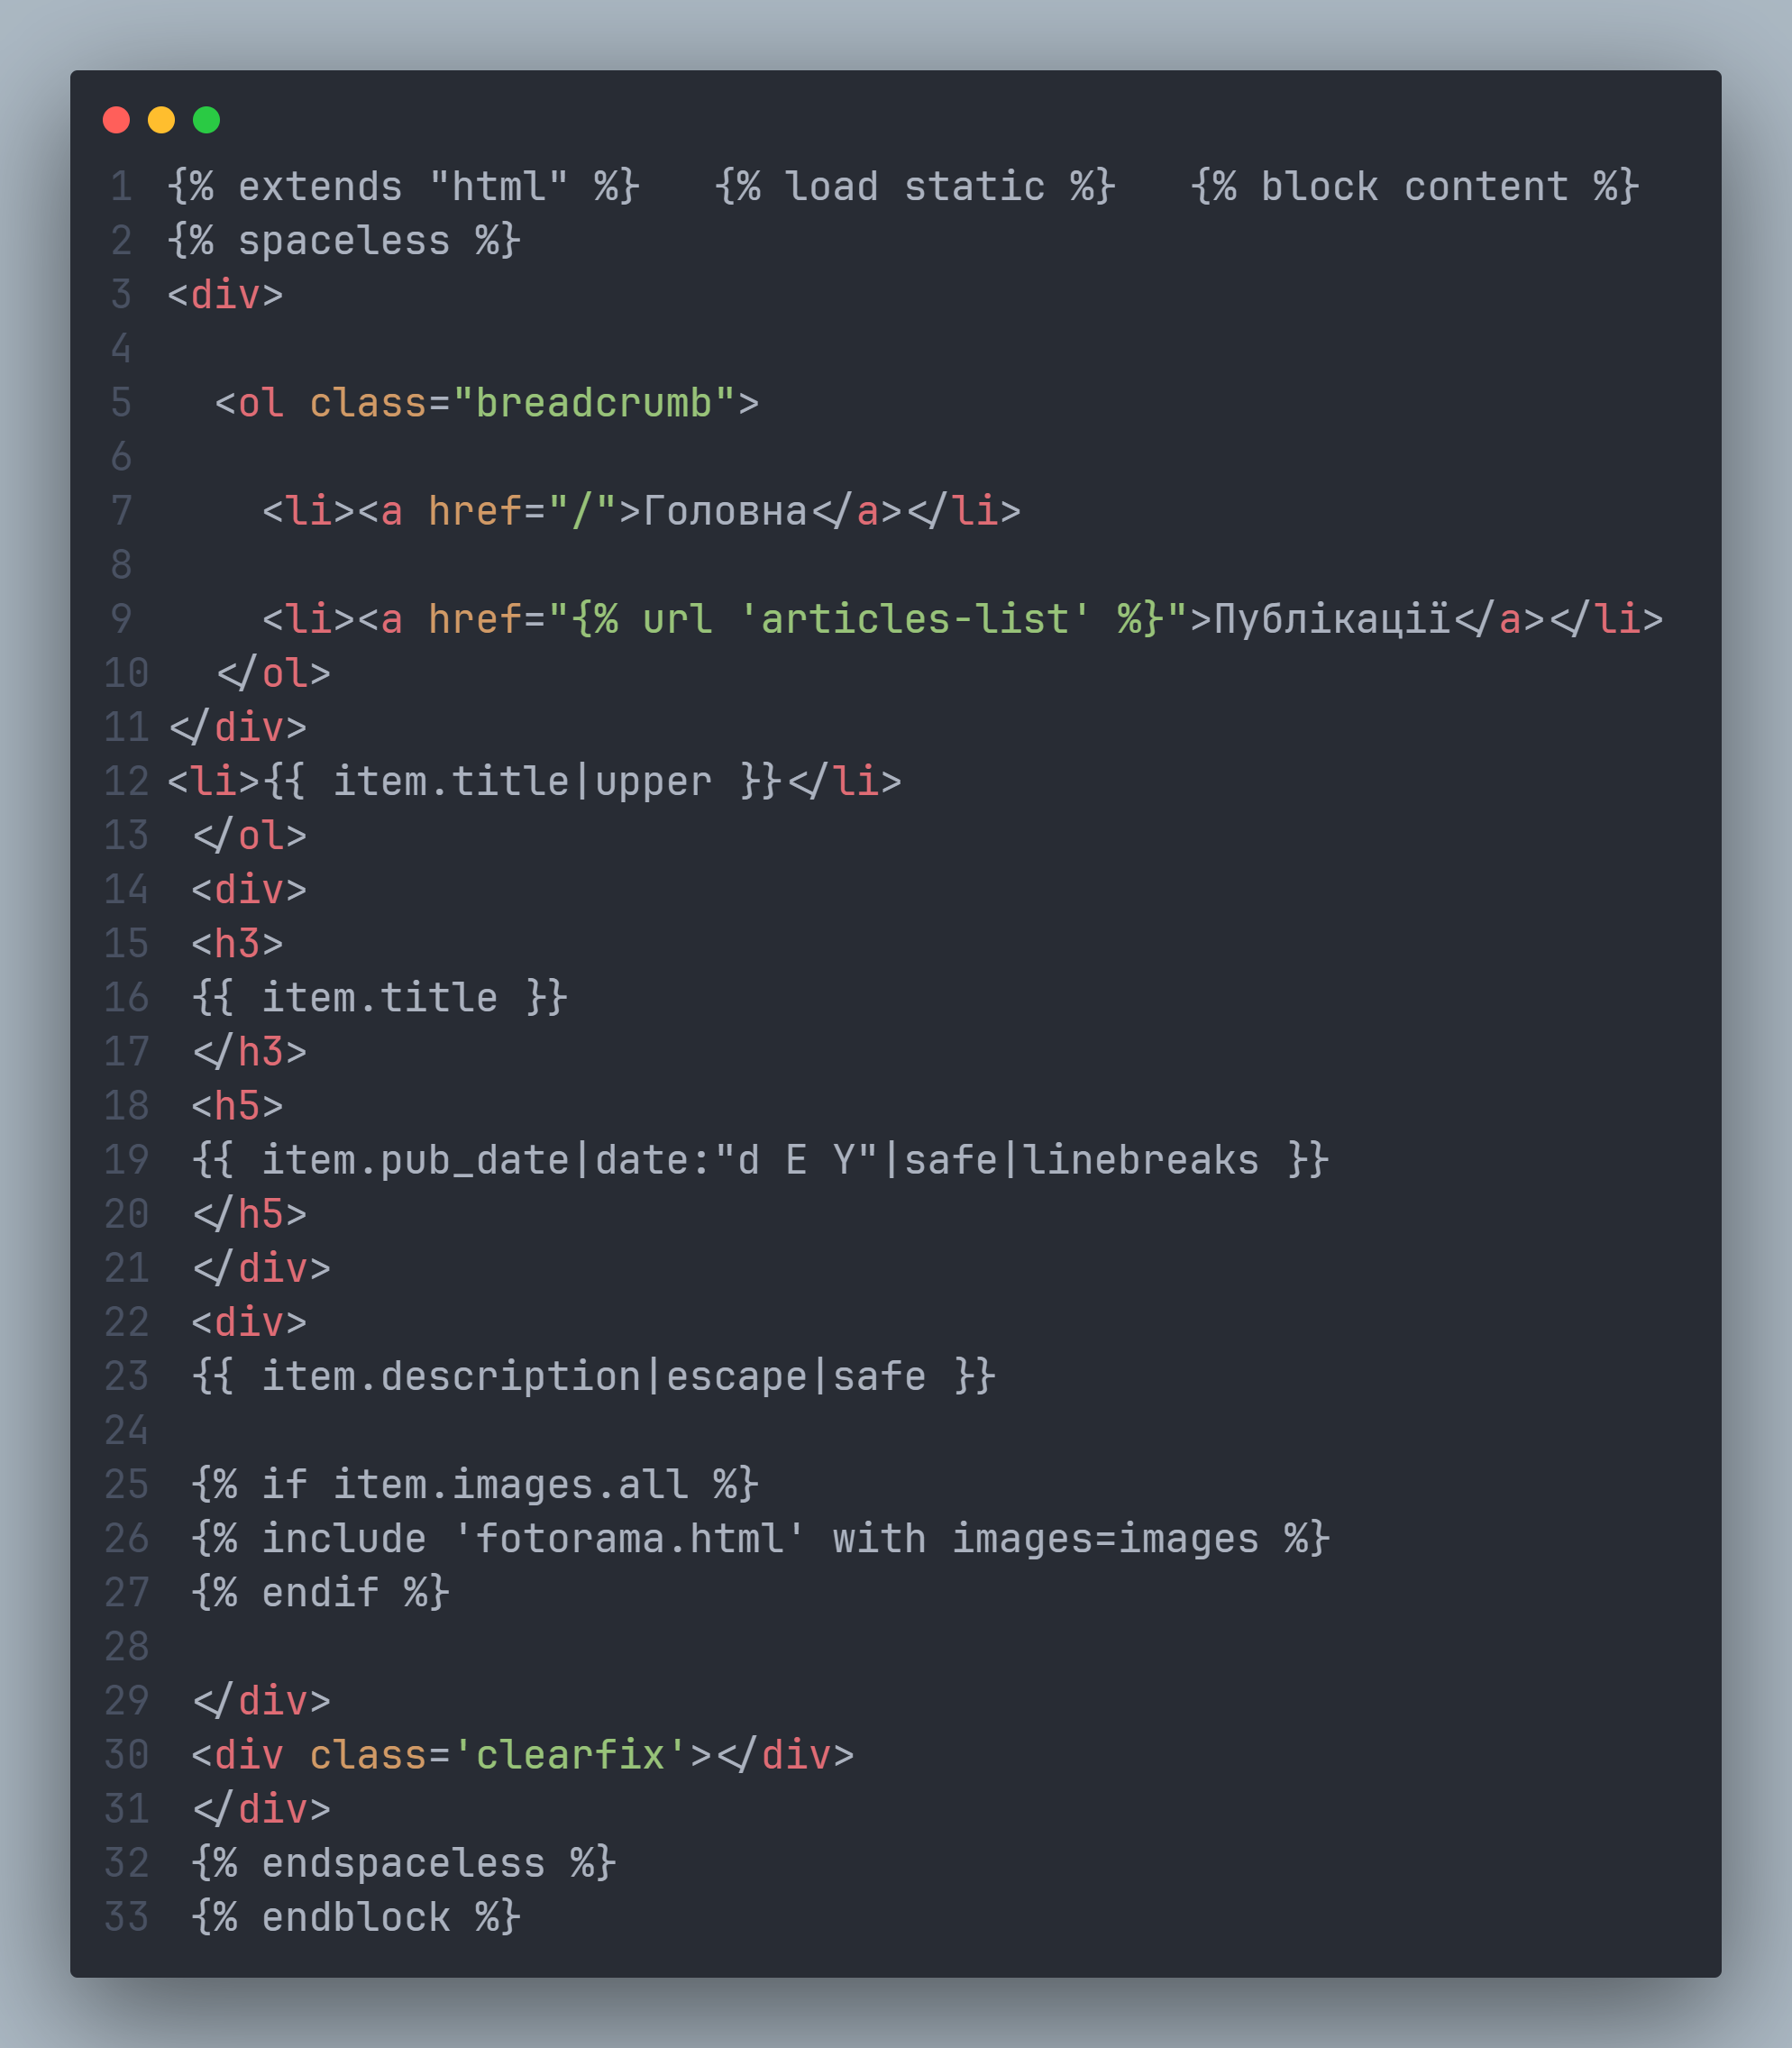 1 {% extends "html" %}   {% load static %}   {% block content %}
2 {% spaceless %}
3 <div>
4
5   <ol class="breadcrumb">
6
7     <li><a href="/">Головна</a></li>
8
9     <li><a href="{% url 'articles-list' %}">Публікації</a></li>
10   </ol>
11 </div>
12 <li>{{ item.title|upper }}</li>
13  </ol>
14  <div>
15  <h3>
16  {{ item.title }}
17  </h3>
18  <h5>
19  {{ item.pub_date|date:"d E Y"|safe|linebreaks }}
20  </h5>
21  </div>
22  <div>
23  {{ item.description|escape|safe }}
24
25  {% if item.images.all %}
26  {% include 'fotorama.html' with images=images %}
27  {% endif %}
28
29  </div>
30  <div class='clearfix'></div>
31  </div>
32  {% endspaceless %}
33  {% endblock %}